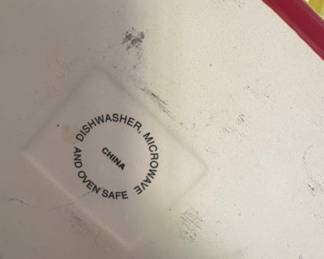 DISHWASHER, MICROWAVE
AND OVEN SAFE
CHINA